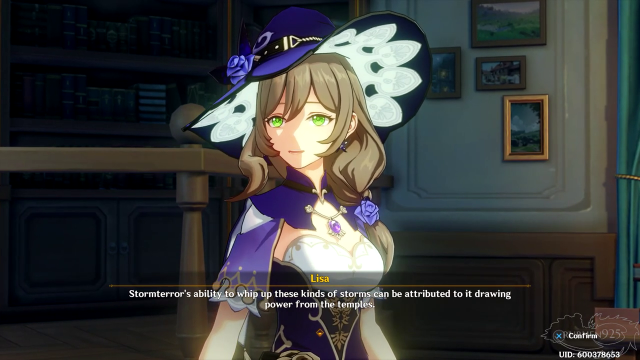 Lisa
Stormterror's ability to whip up these kinds of storms can be attributed to it drawing
power from the temples.
Confirm
UID: 600378653